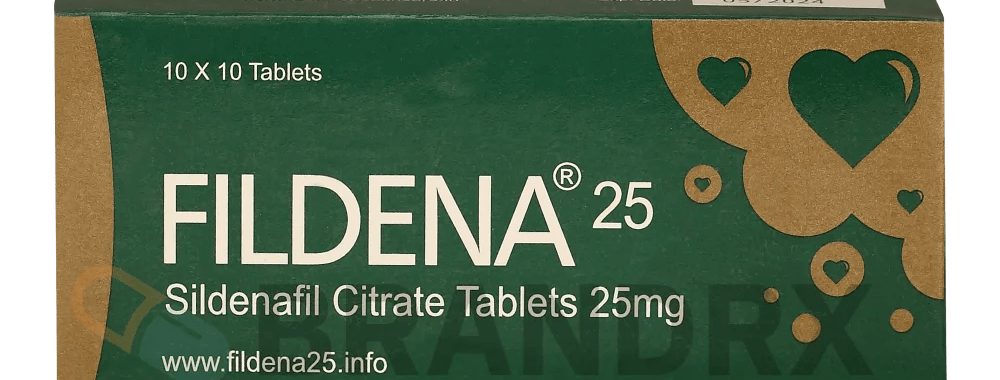 10 X 10 Tablets
FILDENA® 25
Sildenafil Citrate Tablets 25mg
BRANDRX
www.fildena25.info